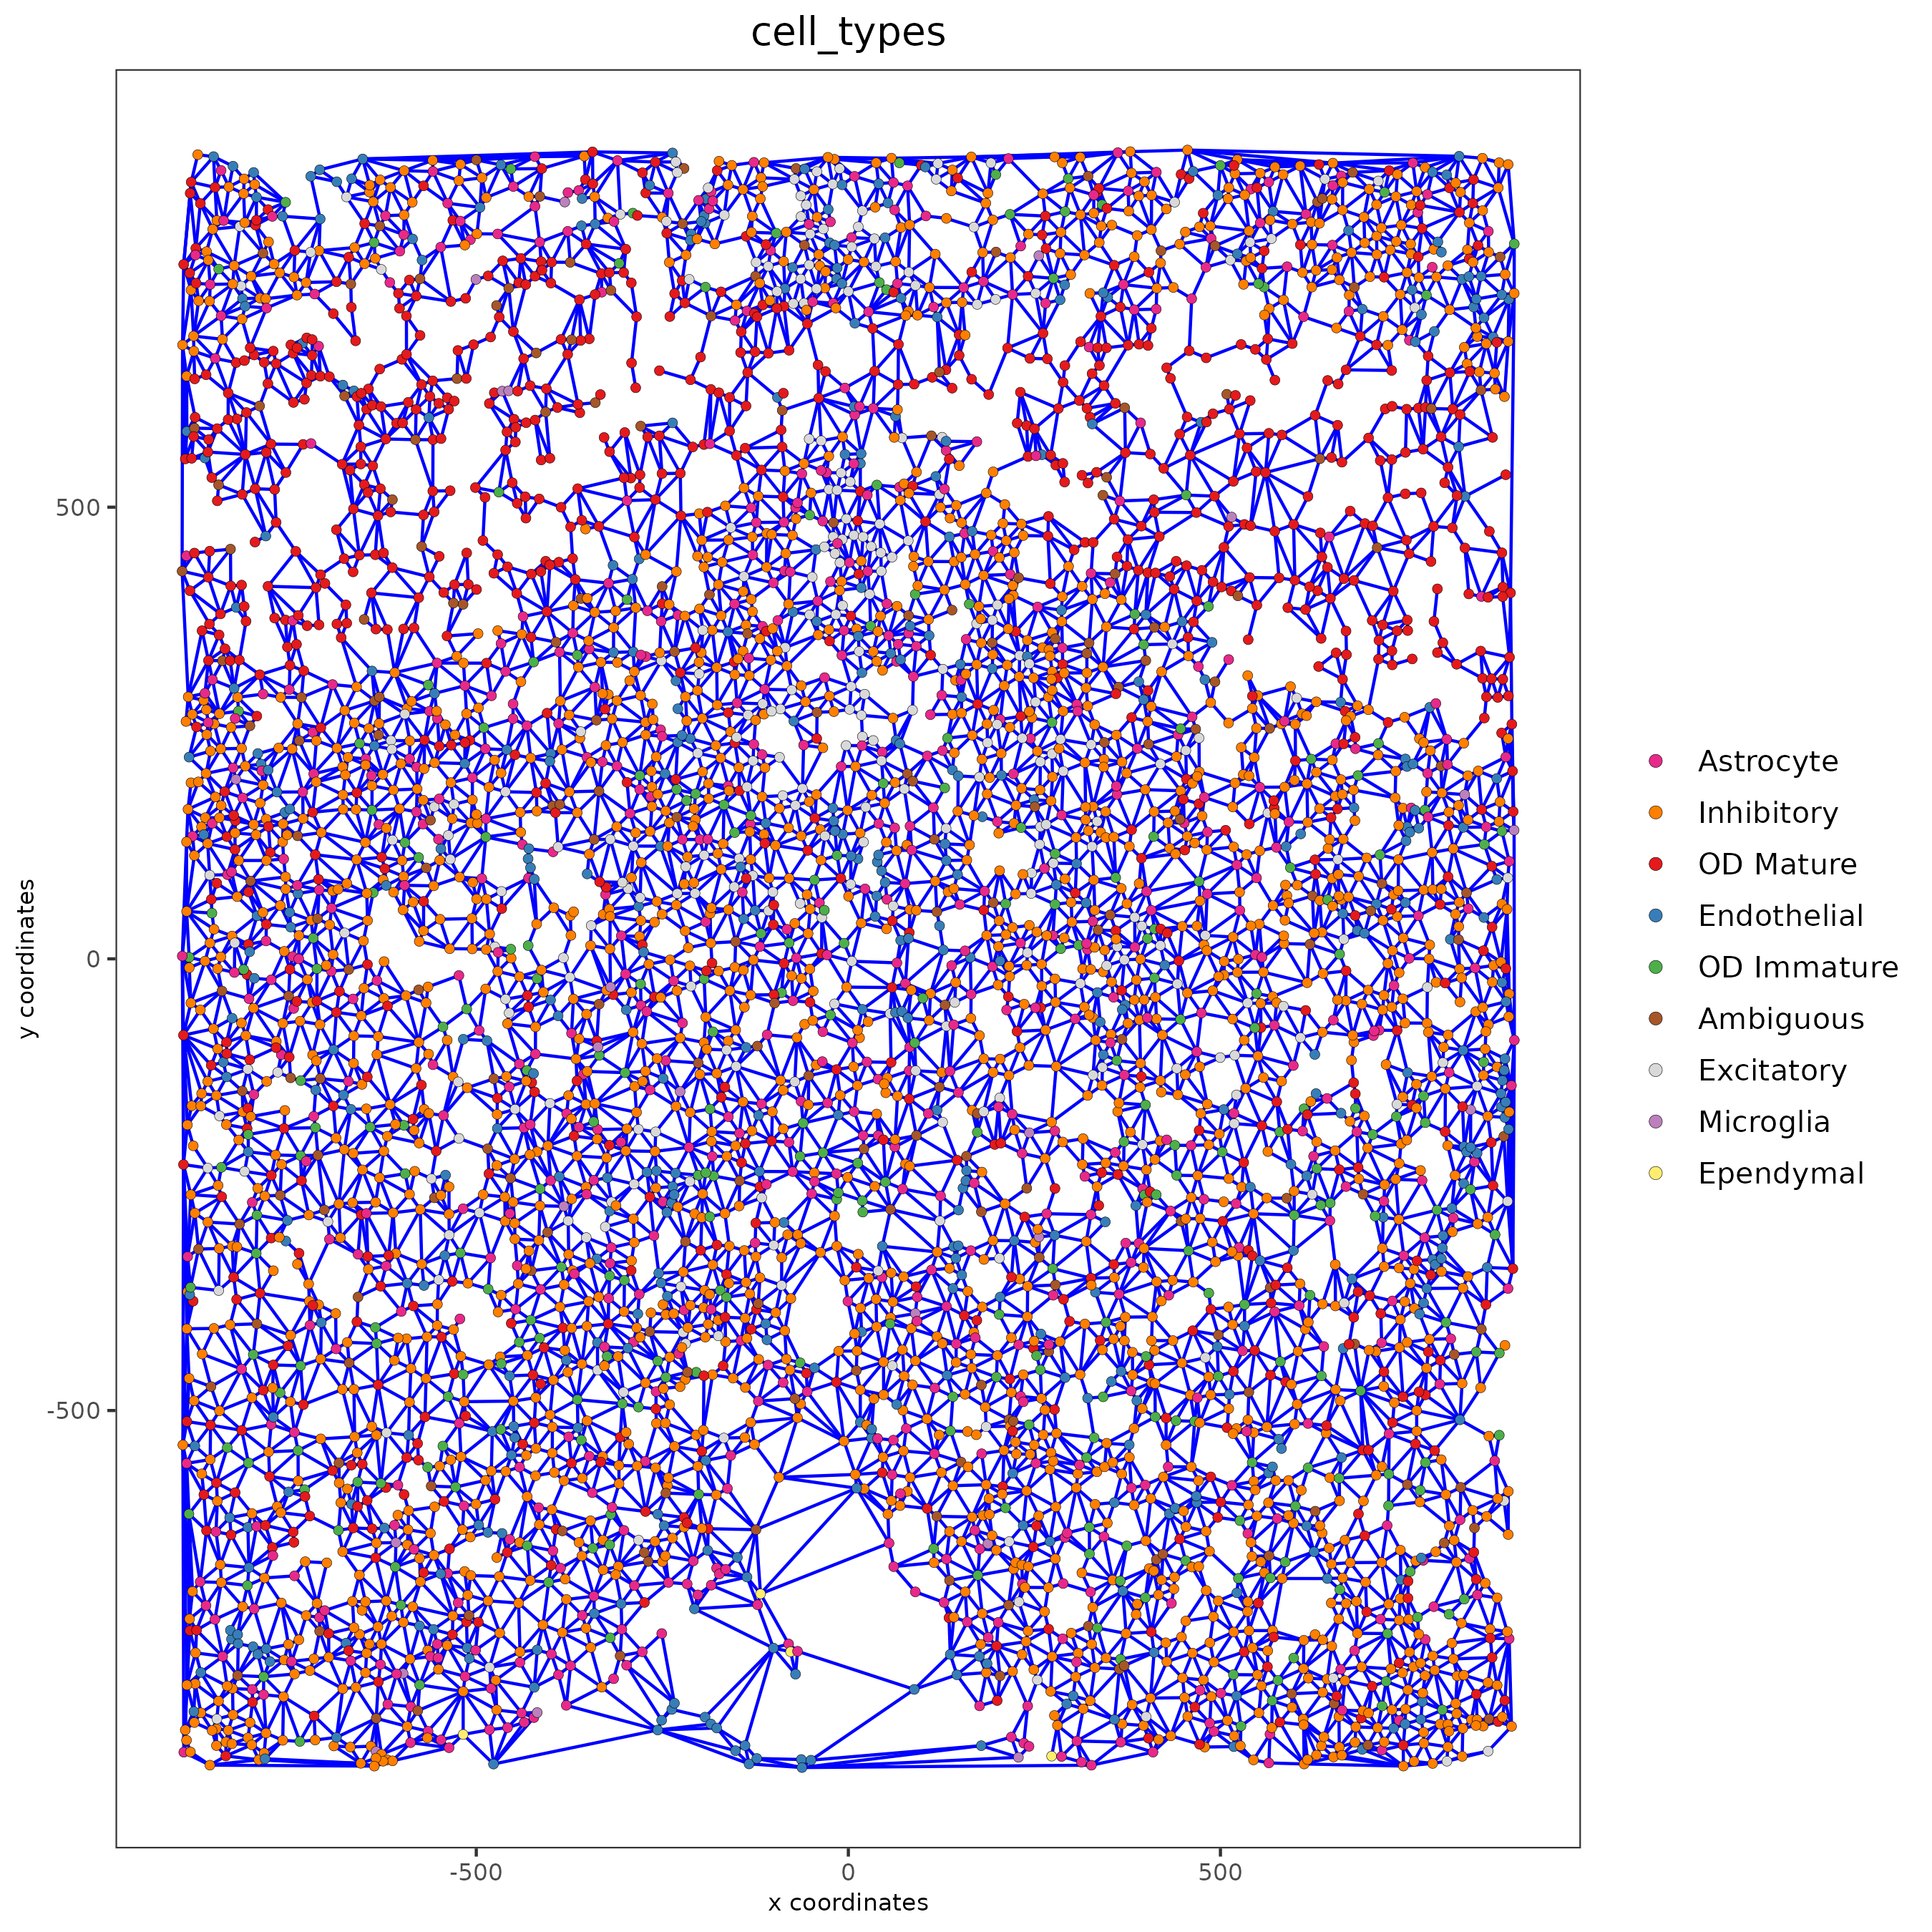 cell_types
500
0
-500
y coordinates
-500
0
500
x coordinates
Astrocyte
Inhibitory
OD Mature
Endothelial
OD Immature
Ambiguous
Excitatory
Microglia
Ependymal